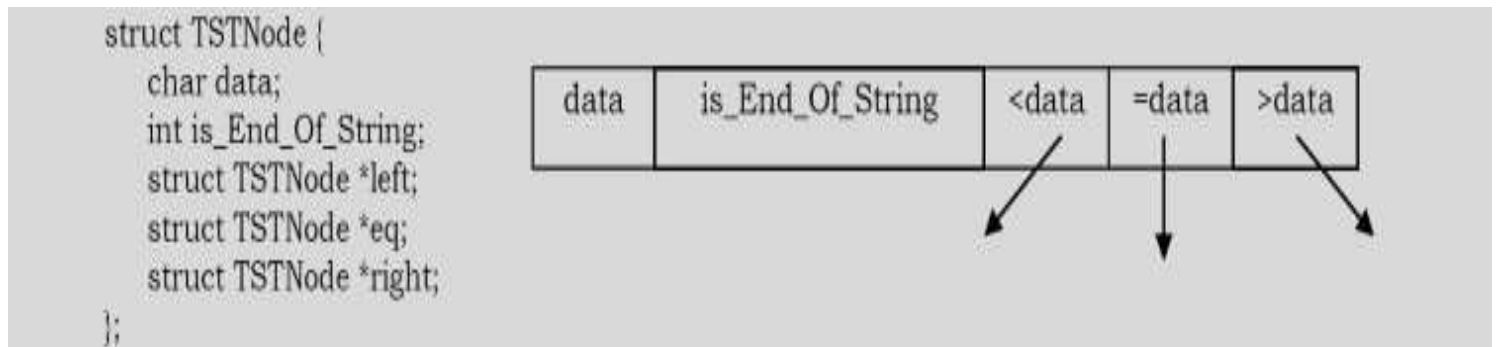 struct TSTNode {
char data;
int is_End_Of_String;
struct TSTNode *left;
struct TSTNode *eq;
struct TSTNode *right;
};
data is_End_Of_String <data =data >data